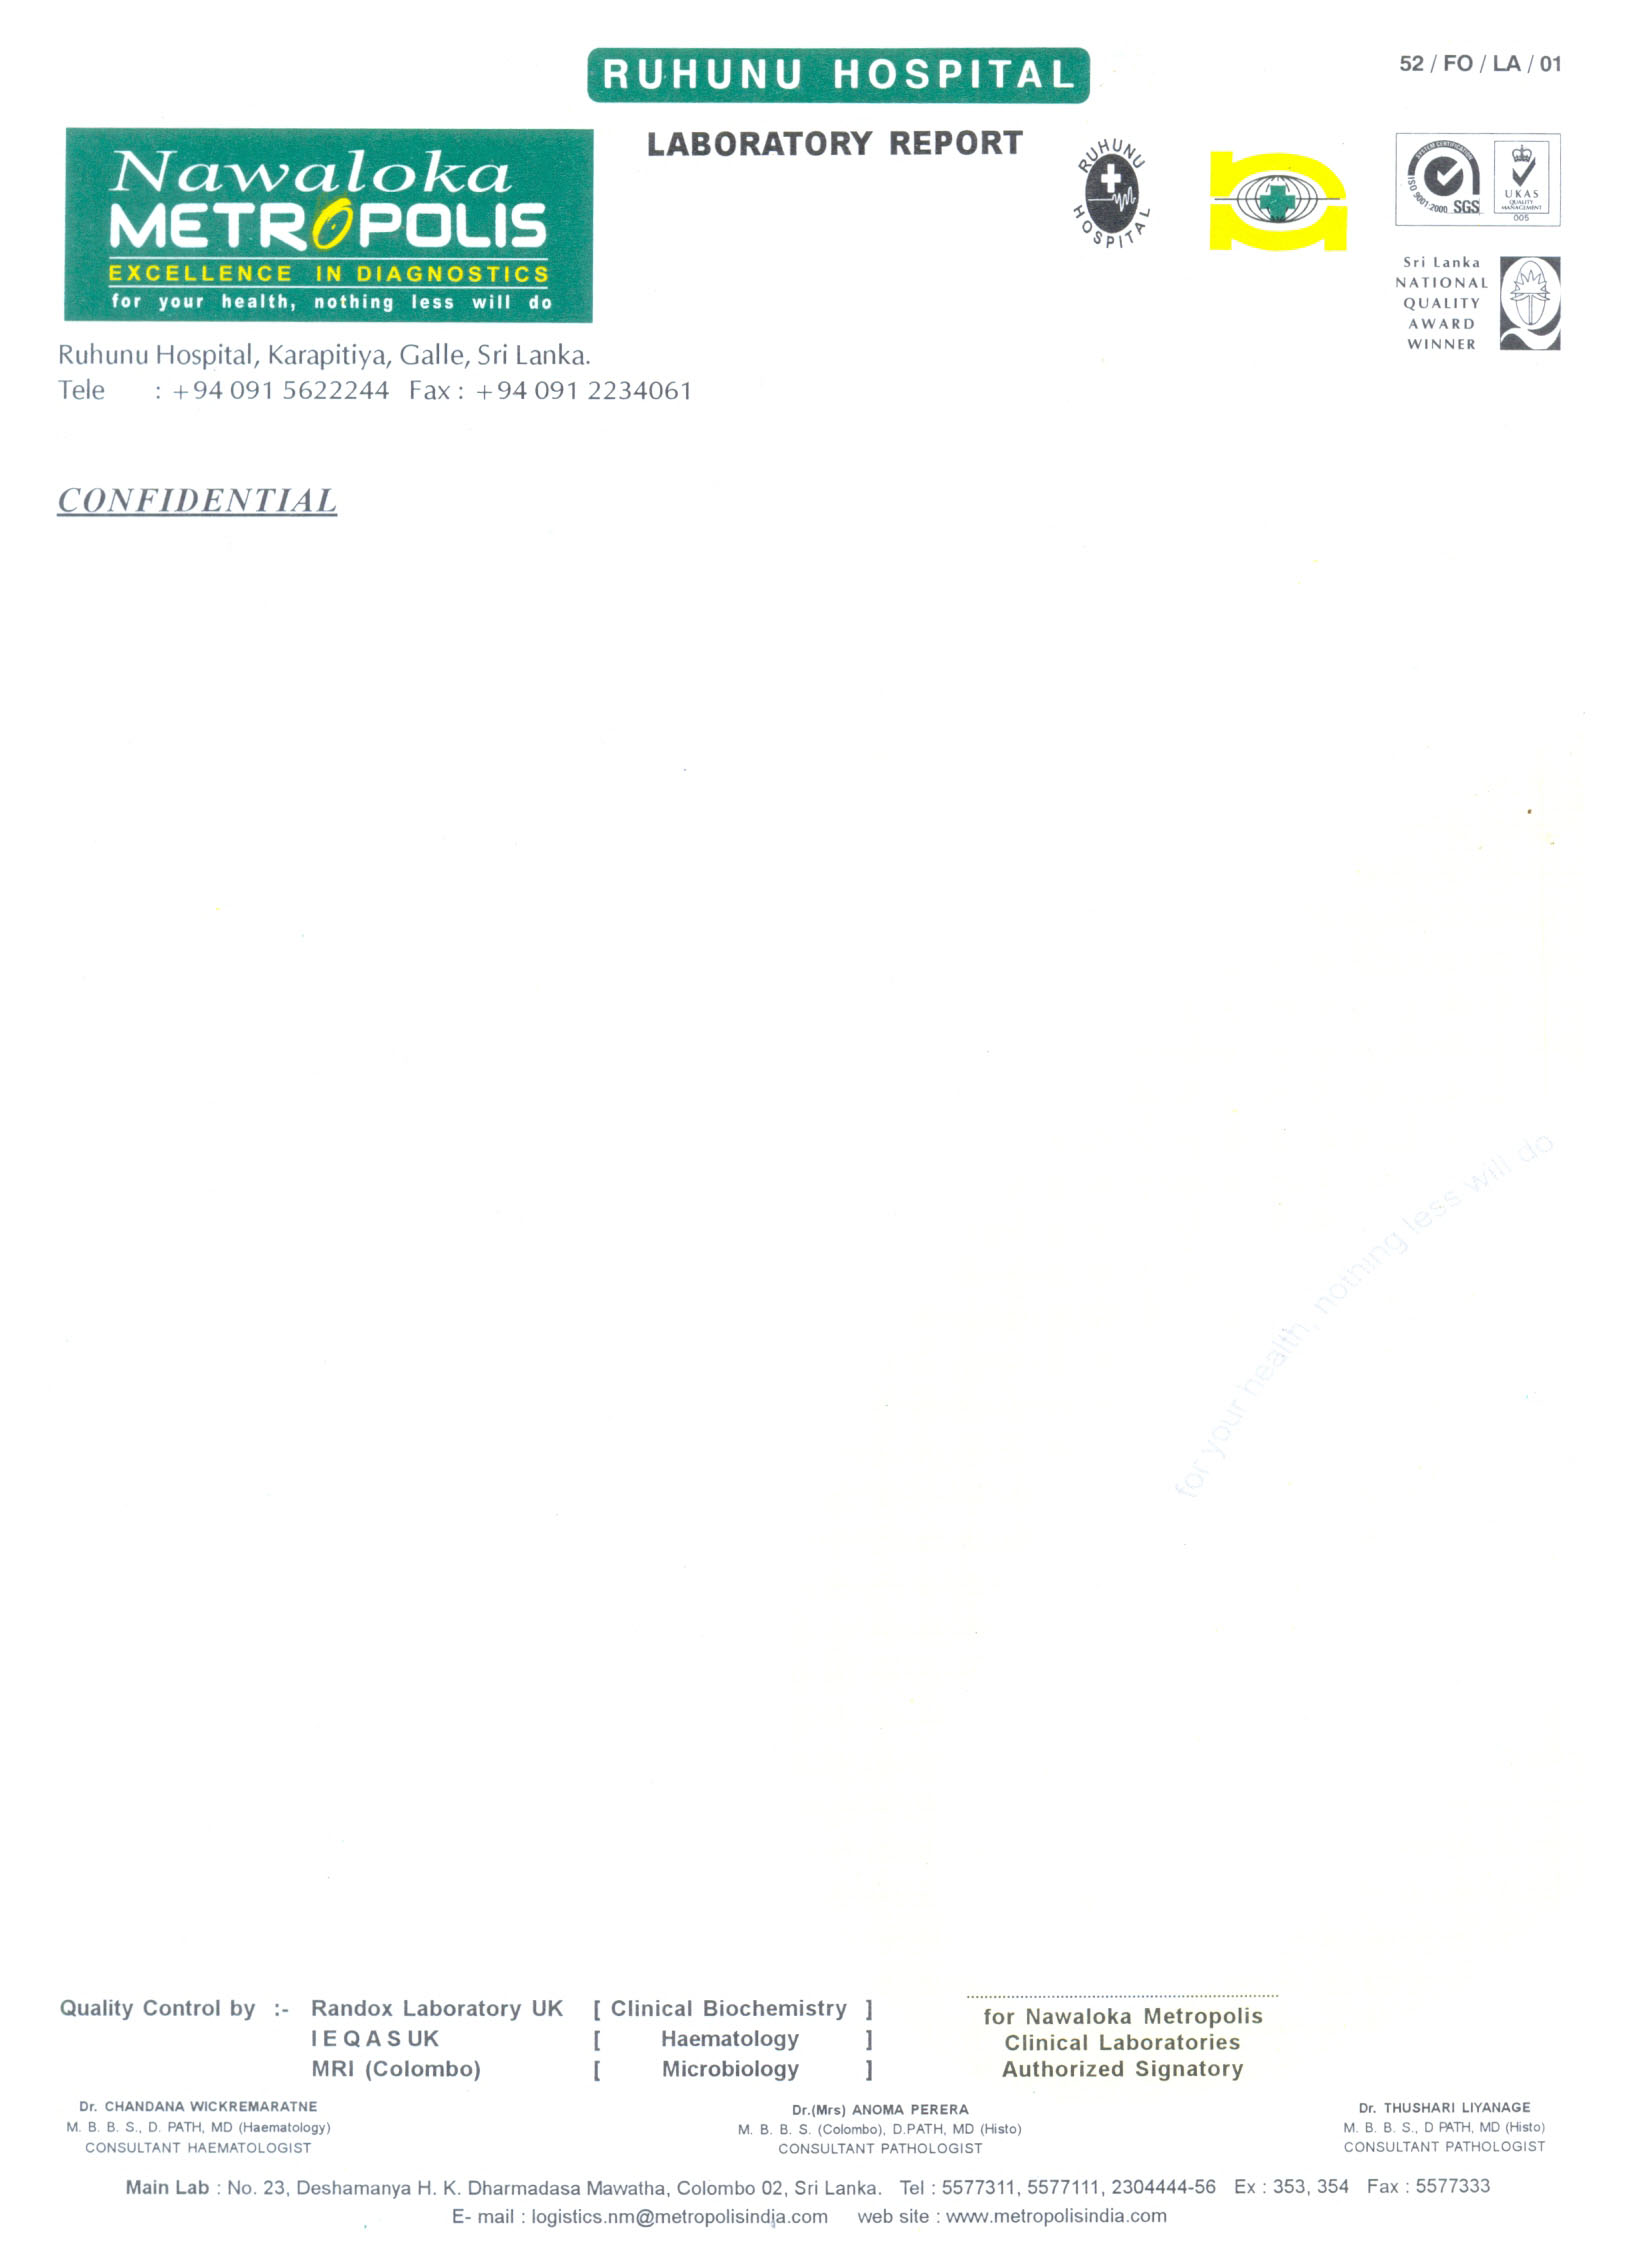 RUHUNU HOSPITAL
52 / FO / LA / 01
LABORATORY REPORT
Nawaloka
METROPOLIS
EXCELLENCE IN DIAGNOSTICS
for your health, nothing less will do
RUHUNU
HOSPITAL
SYSTEM CERTIFICATION
ISO 9001:2000 SGS
UKAS
QUALITY
MANAGEMENT
005
Sri Lanka
NATIONAL
QUALITY
AWARD
WINNER
Ruhunu Hospital, Karapitiya, Galle, Sri Lanka.
Tele : +94 091 5622244 Fax : +94 091 2234061
CONFIDENTIAL
for your health, nothing less will do
Quality Control by :- Randox Laboratory UK [ Clinical Biochemistry ]
I E Q A S UK [ Haematology ]
MRI (Colombo) [ Microbiology ]
for Nawaloka Metropolis
Clinical Laboratories
Authorized Signatory
Dr. CHANDANA WICKREMARATNE
M. B. B. S., D. PATH, MD (Haematology)
CONSULTANT HAEMATOLOGIST
Dr.(Mrs) ANOMA PERERA
M. B. B. S. (Colombo), D.PATH, MD (Histo)
CONSULTANT PATHOLOGIST
Dr. THUSHARI LIYANAGE
M. B. B. S., D PATH, MD (Histo)
CONSULTANT PATHOLOGIST
Main Lab : No. 23, Deshamanya H. K. Dharmadasa Mawatha, Colombo 02, Sri Lanka. Tel : 5577311, 5577111, 2304444-56 Ex : 353, 354 Fax : 5577333
E- mail : logistics.nm@metropolisindia.com web site : www.metropolisindia.com